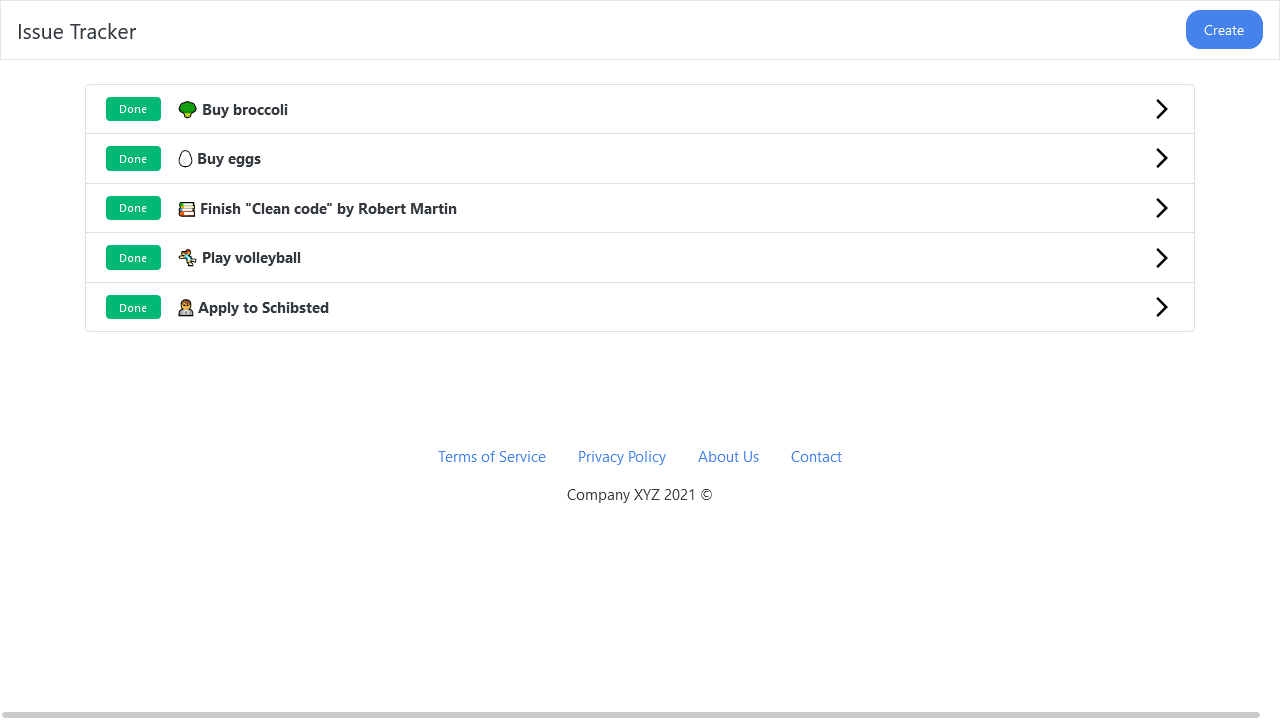 Issue Tracker
Create
Done 🥦 Buy broccoli
Done 🥚 Buy eggs
Done 📚 Finish "Clean code" by Robert Martin
Done 🤾 Play volleyball
Done 👨‍💼 Apply to Schibsted
Terms of Service Privacy Policy About Us Contact
Company XYZ 2021 ©